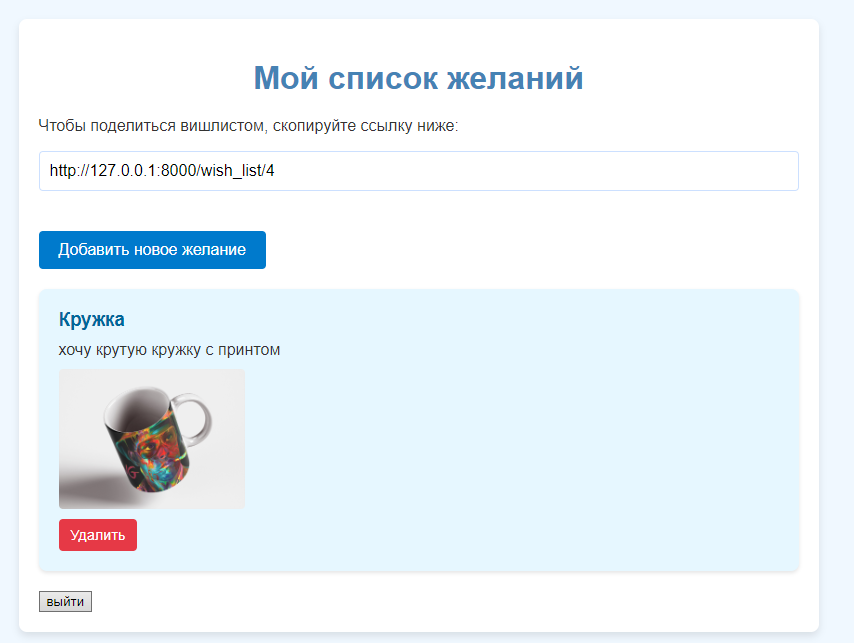 Мой список желаний
Чтобы поделиться вишлистом, скопируйте ссылку ниже:
http://127.0.0.1:8000/wish_list/4
Добавить новое желание
Кружка
хочу крутую кружку с принтом
Удалить
выйти